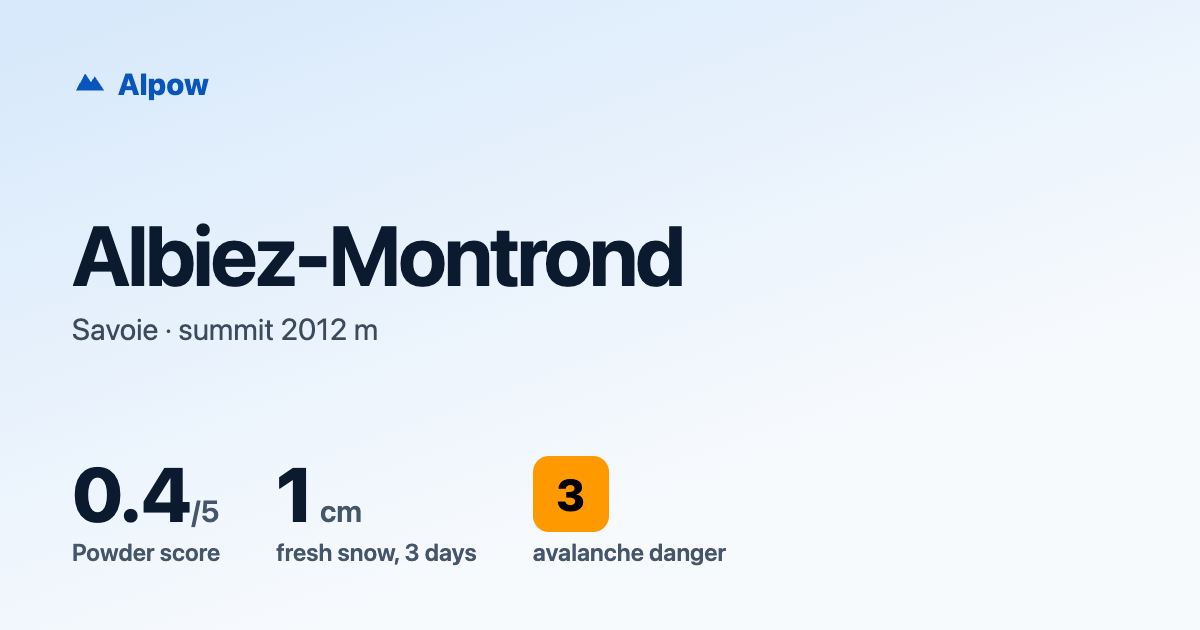 Alpow
Albiez-Montrond
Savoie · summit 2012 m
0.4/5 1 cm 3
Powder score fresh snow, 3 days avalanche danger